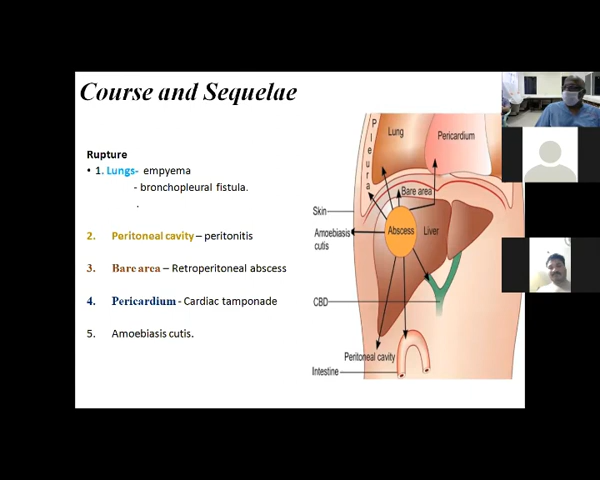 Course and Sequelae
Rupture
• 1. Lungs- empyema
- bronchopleural fistula.
.
2. Peritoneal cavity – peritonitis
3. Bare area – Retroperitoneal abscess
4. Pericardium - Cardiac tamponade
5. Amoebiasis cutis.
Pleura
Lung
Pericardium
Bare area
Skin
Amoebiasis
cutis
Abscess
Liver
CBD
Peritoneal cavity
Intestine